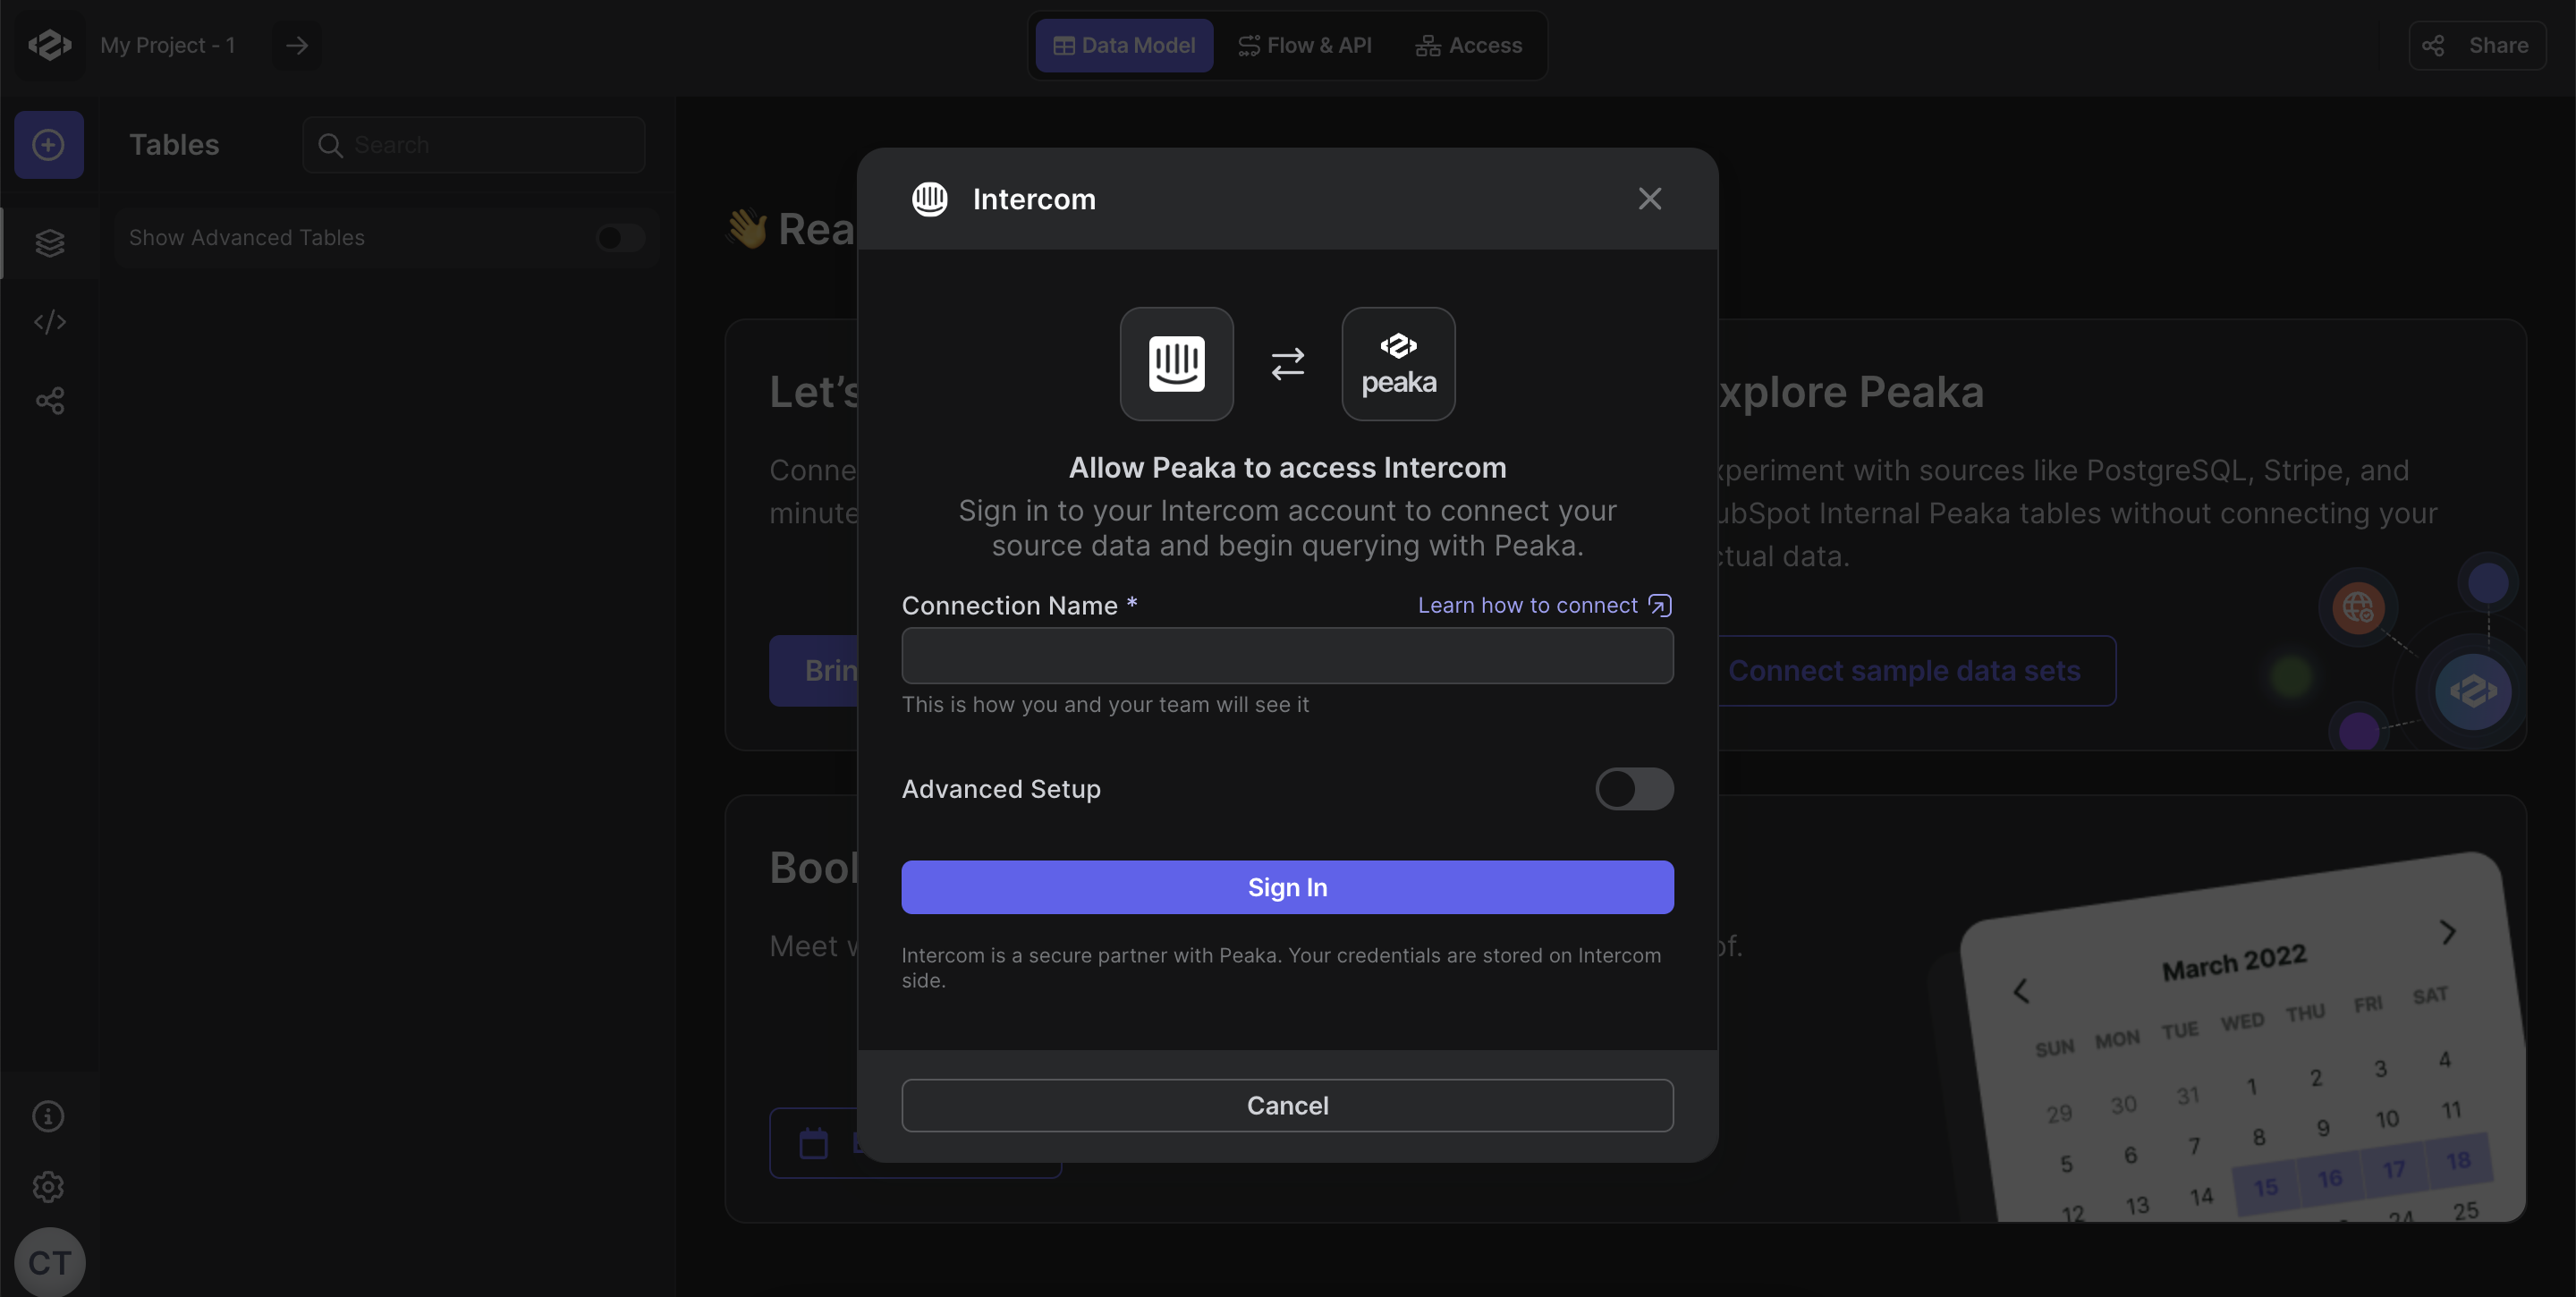 My Project - 1
Data Model
Flow & API
Access
Share
Tables
Search
Show Advanced Tables
👋 Rea
Let's
Conne
minute
Brin
xplore Peaka
xperiment with sources like PostgreSQL, Stripe, and
ubSpot Internal Peaka tables without connecting your
ctual data.
Connect sample data sets
Intercom
peaka
Allow Peaka to access Intercom
Sign in to your Intercom account to connect your
source data and begin querying with Peaka.
Connection Name *
Learn how to connect
This is how you and your team will see it
Advanced Setup
Sign In
Intercom is a secure partner with Peaka. Your credentials are stored on Intercom
side.
Cancel
Boo
Meet w
of.
March 2022
SUN MON TUE WED THU FRI SAT
29 30 31 1 2 3 4
5 6 7 8 9 10 11
12 13 14 15 16 17 18
24 25
CT